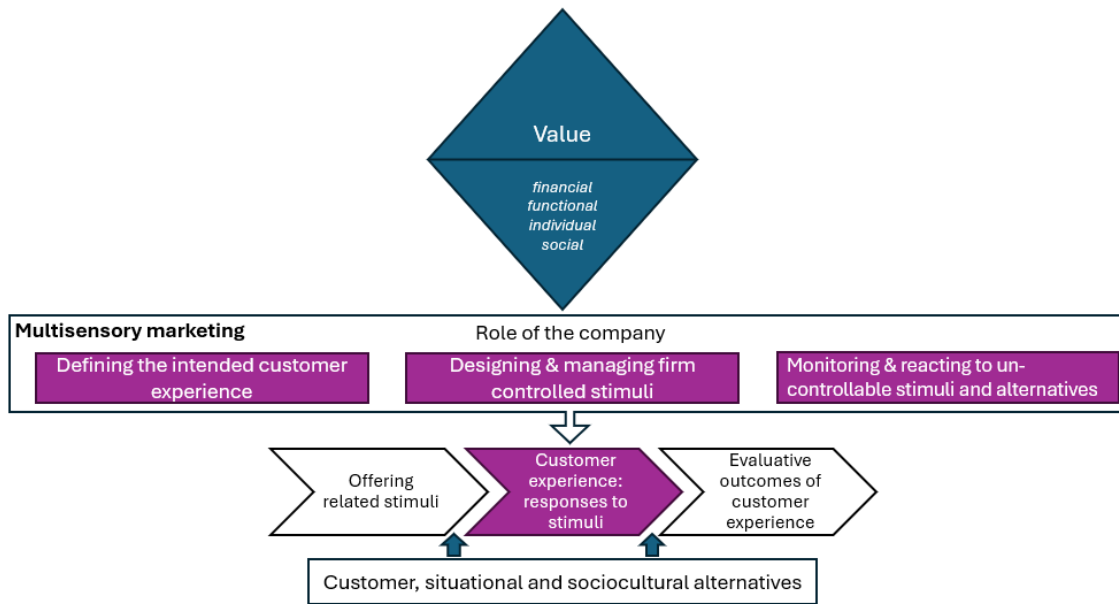 Value
financial
functional
individual
social
Multisensory marketing
Role of the company
Defining the intended customer
experience
Designing & managing firm
controlled stimuli
Monitoring & reacting to un-
controllable stimuli and alternatives
Offering
related stimuli
Customer
experience:
responses to
stimuli
Evaluative
outcomes of
customer
experience
Customer, situational and sociocultural alternatives